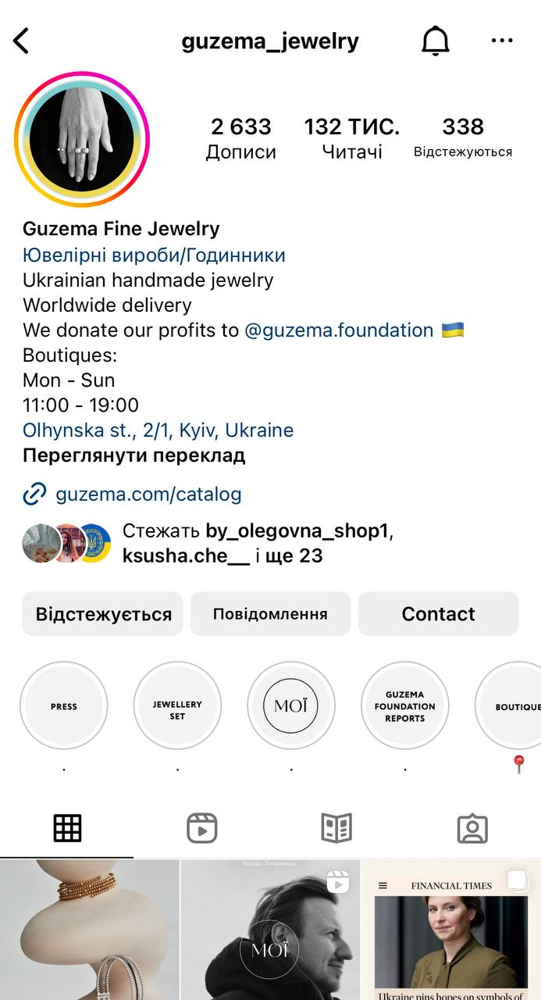 guzema_jewelry
2 633
132 ТИС.
338
Дописи
Читачі
Відстежуються
Guzema Fine Jewelry
Ювелірні вироби/Годинники
Ukrainian handmade jewelry
Worldwide delivery
We donate our profits to @guzema.foundation 🇺🇦
Boutiques:
Mon - Sun
11:00 - 19:00
Olhynska st., 2/1, Kyiv, Ukraine
Переглянути переклад
guzema.com/catalog
Стежать by_olegovna_shop1,
ksusha.che__ і ще 23
Відстежується
Повідомлення
Contact
PRESS
JEWELLERY
SET
МОЇ
GUZEMA
FOUNDATION
REPORTS
BOUTIQUE
.
.
.
.
📍
Богдан Логвиненко
МОЇ
FINANCIAL TIMES
Ukraine pins hopes on symbols of